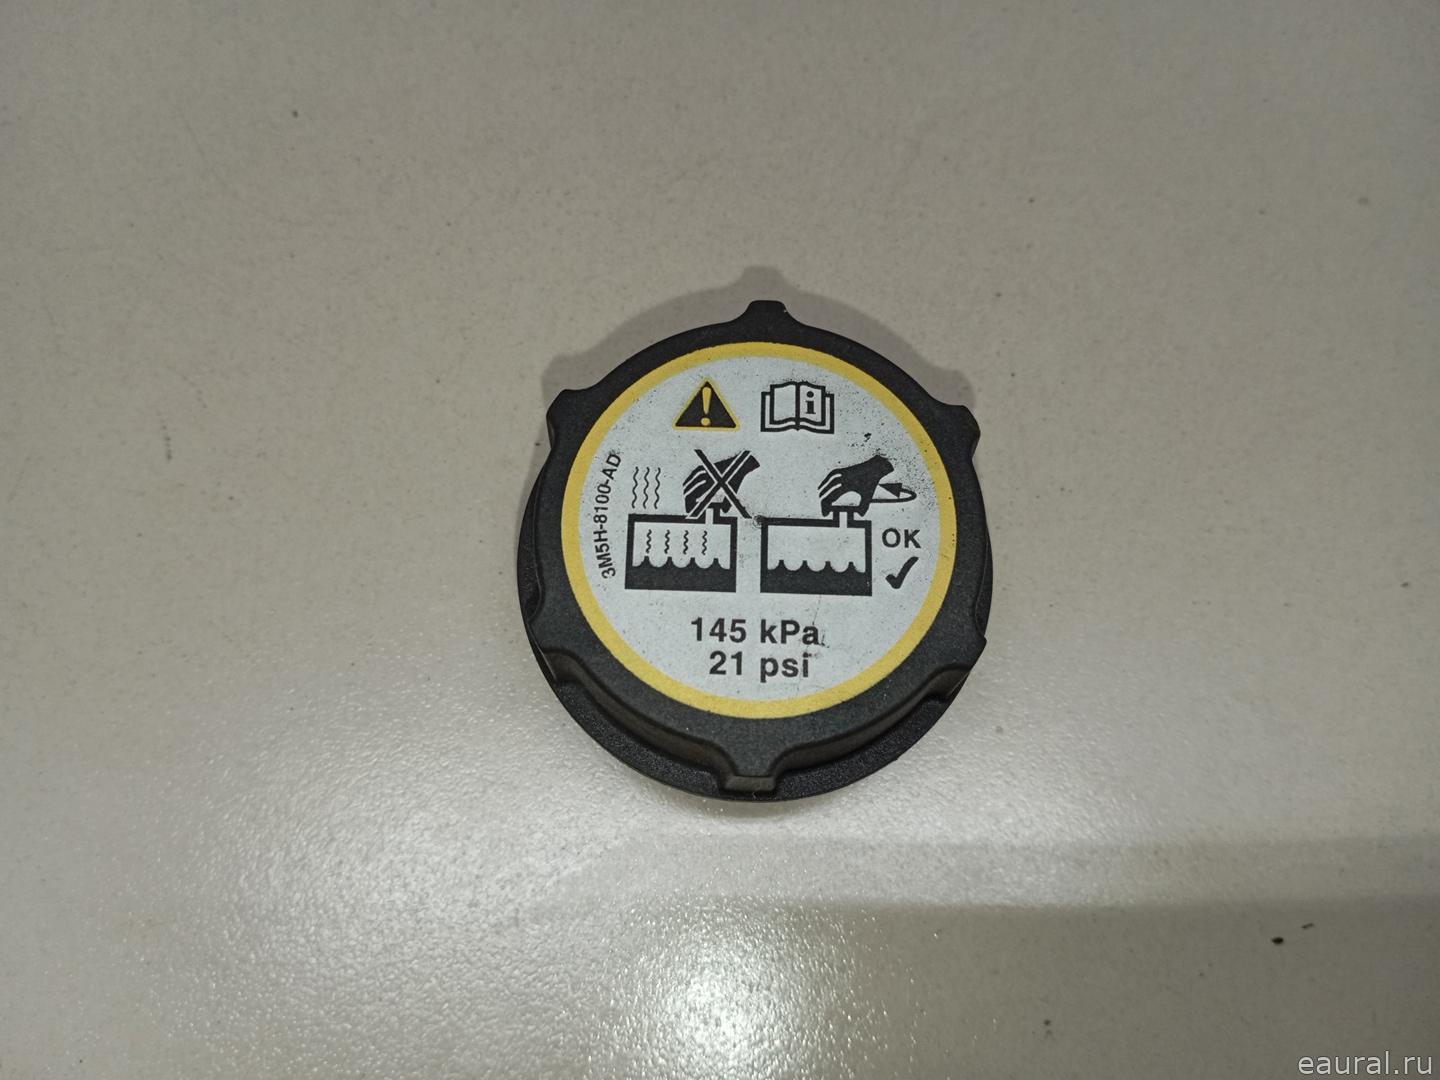 i
3M5H-8100-AD
OK
145 kPa
21 psi
eaural.ru